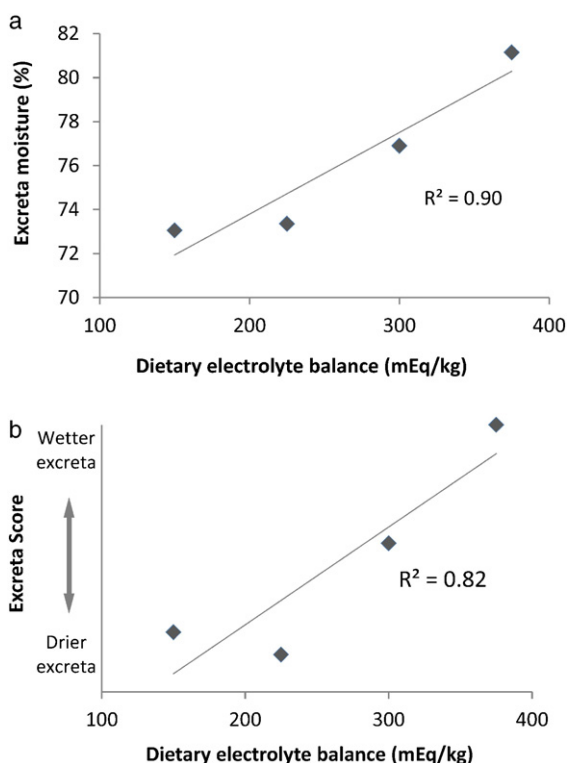 a
82
80
78
76
74
72
70
Excreta moisture (%)
R² = 0.90
100 200 300 400
Dietary electrolyte balance (mEq/kg)
b
Wetter
excreta
Excreta Score
Drier
excreta
R² = 0.82
100 200 300 400
Dietary electrolyte balance (mEq/kg)